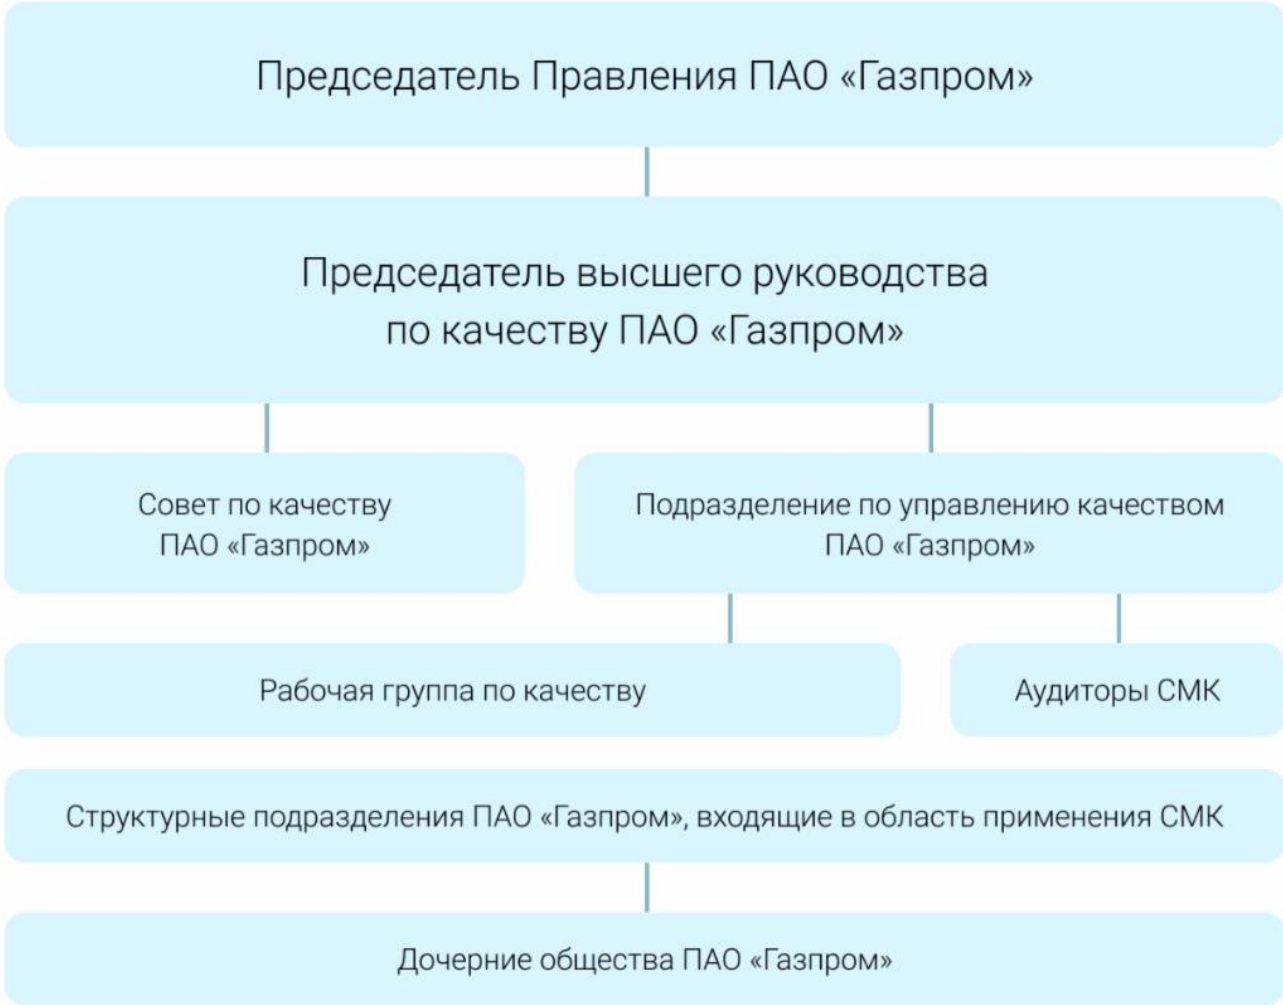 Председатель Правления ПАО «Газпром»
Председатель высшего руководства
по качеству ПАО «Газпром»
Совет по качеству
ПАО «Газпром»
Подразделение по управлению качеством
ПАО «Газпром»
Рабочая группа по качеству
Аудиторы СМК
Структурные подразделения ПАО «Газпром», входящие в область применения СМК
Дочерние общества ПАО «Газпром»